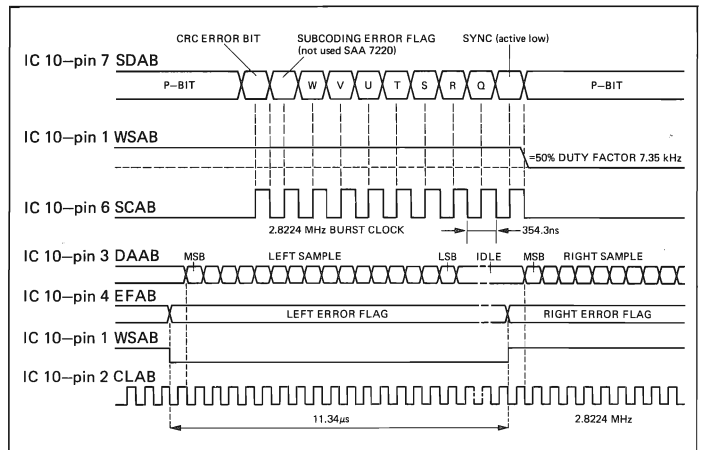 CRC ERROR BIT
SUBCODING ERROR FLAG
(not used SAA 7220)
SYNC (active low)
IC 10–pin 7 SDAB
P–BIT
W V U T S R Q
P–BIT
IC 10–pin 1 WSAB
=50% DUTY FACTOR 7.35 kHz
IC 10–pin 6 SCAB
2.8224 MHz BURST CLOCK
354.3ns
IC 10–pin 3 DAAB
MSB LEFT SAMPLE LSB IDLE MSB RIGHT SAMPLE
IC 10–pin 4 EFAB
LEFT ERROR FLAG
RIGHT ERROR FLAG
IC 10–pin 1 WSAB
IC 10–pin 2 CLAB
11.34μs
2.8224 MHz